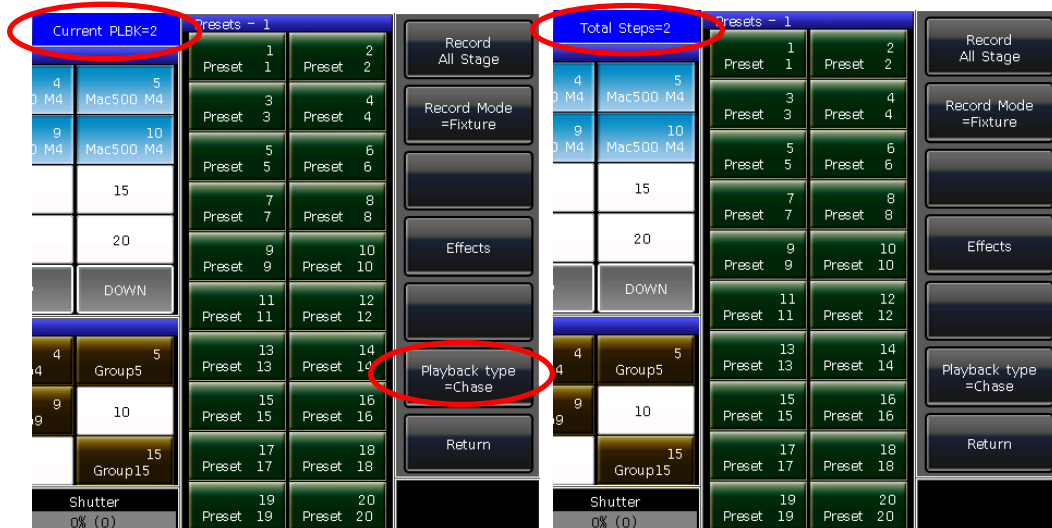 Current PLBK=2
4 5
0 M4 Mac500 M4
9 10
0 M4 Mac500 M4
15
20
DOWN
4 5
Group5
9 10
15
Group15
Shutter
0% (0)
Presets - 1
1 2
Preset 1 Preset 2
3 4
Preset 3 Preset 4
5 6
Preset 5 Preset 6
7 8
Preset 7 Preset 8
9 10
Preset 9 Preset 10
11 12
Preset 11 Preset 12
13 14
Preset 13 Preset 14
15 16
Preset 15 Preset 16
17 18
Preset 17 Preset 18
19 20
Preset 19 Preset 20
Record
All Stage
Record Mode
=Fixture
Effects
Playback type
=Chase
Return
Total Steps=2
4 5
M4 Mac500 M4
9 10
M4 Mac500 M4
15
20
DOWN
4 5
Group5
9 10
15
Group15
Shutter
0% (0)
Presets - 1
1 2
Preset 1 Preset 2
3 4
Preset 3 Preset 4
5 6
Preset 5 Preset 6
7 8
Preset 7 Preset 8
9 10
Preset 9 Preset 10
11 12
Preset 11 Preset 12
13 14
Preset 13 Preset 14
15 16
Preset 15 Preset 16
17 18
Preset 17 Preset 18
19 20
Preset 19 Preset 20
Record
All Stage
Record Mode
=Fixture
Effects
Playback type
=Chase
Return